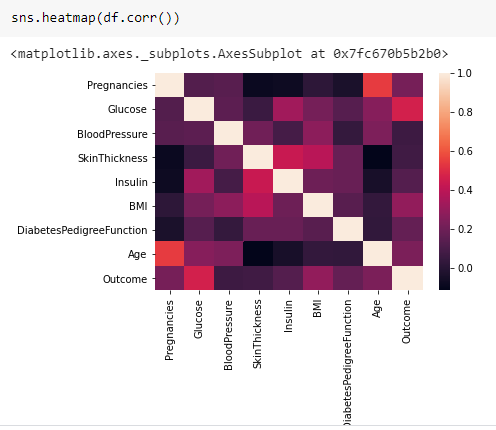 sns.heatmap(df.corr())
<matplotlib.axes._subplots.AxesSubplot at 0x7fc670b5b2b0>
Pregnancies
Glucose
BloodPressure
SkinThickness
Insulin
BMI
DiabetesPedigreeFunction
Age
Outcome
1.0
0.8
0.6
0.4
0.2
0.0
Pregnancies
Glucose
BloodPressure
SkinThickness
Insulin
BMI
DiabetesPedigreeFunction
Age
Outcome